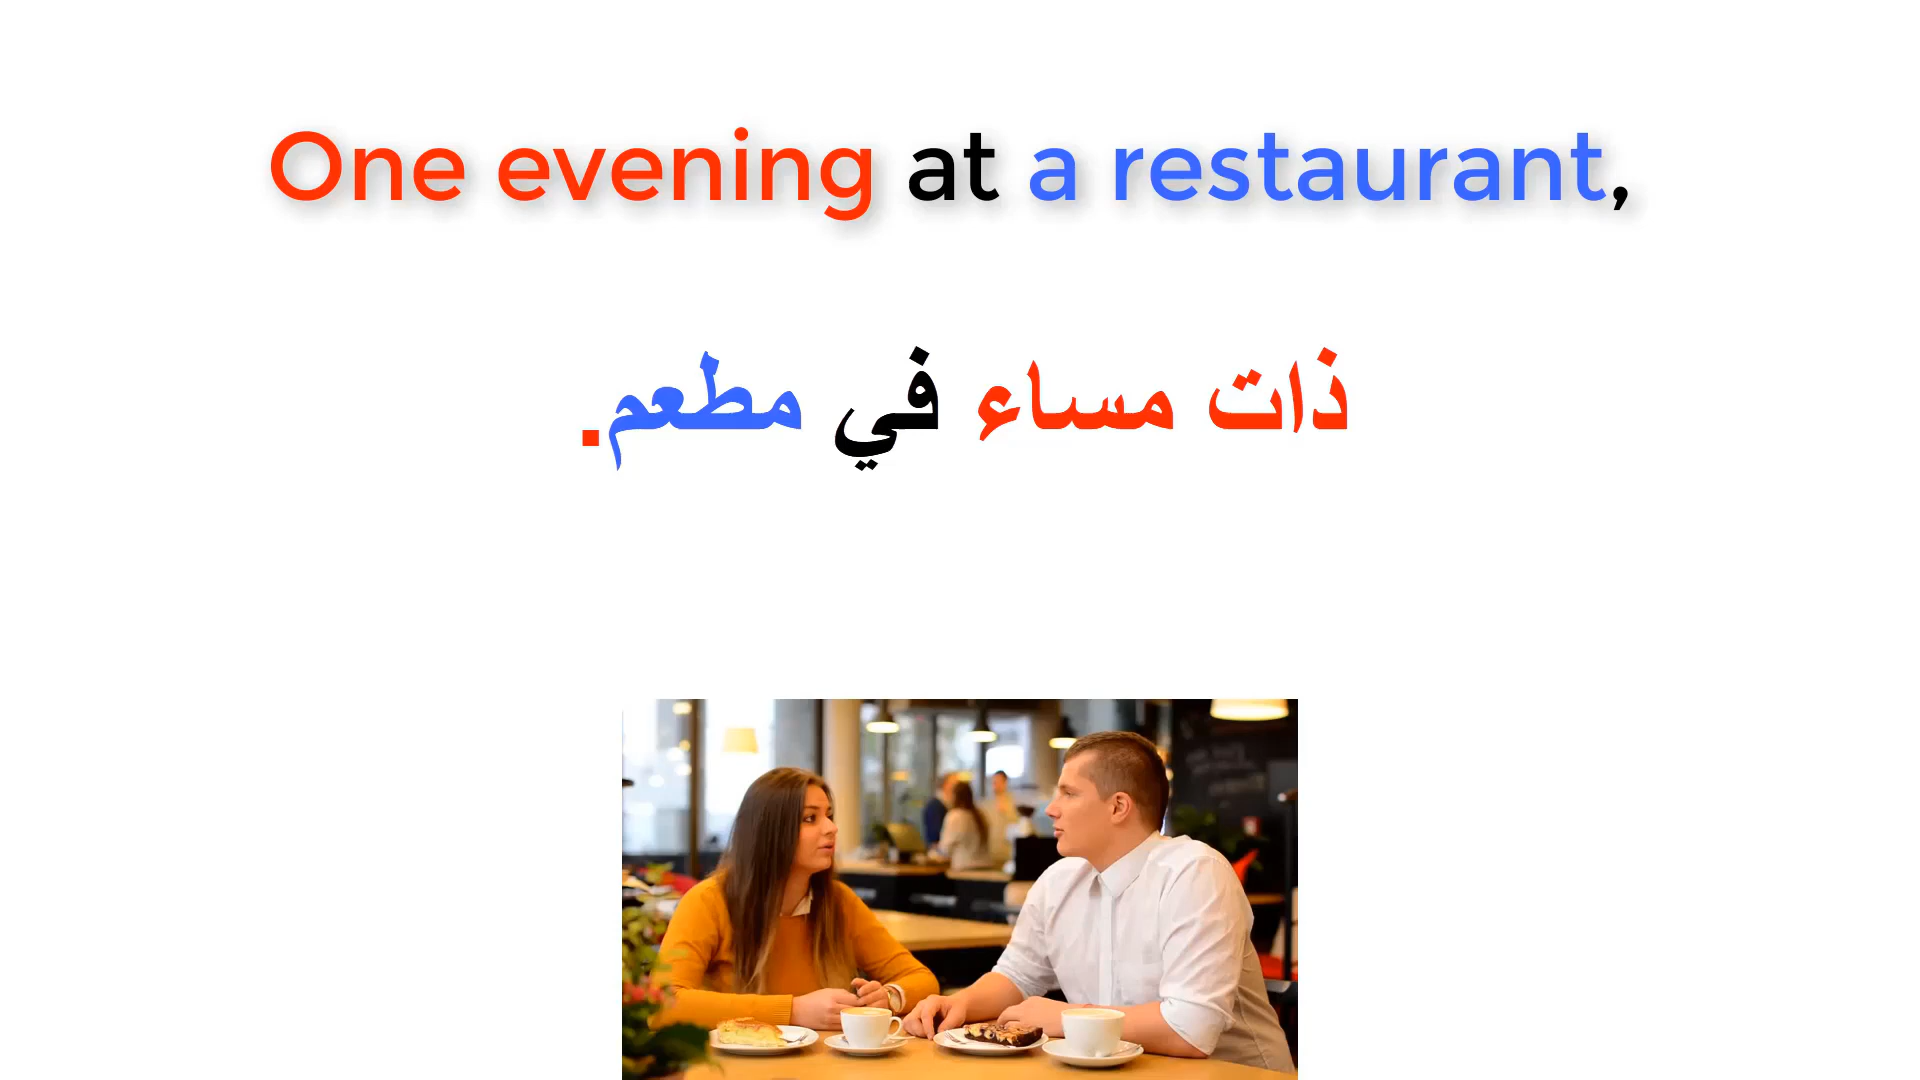 One evening at a restaurant,
ذات مساء في مطعم.